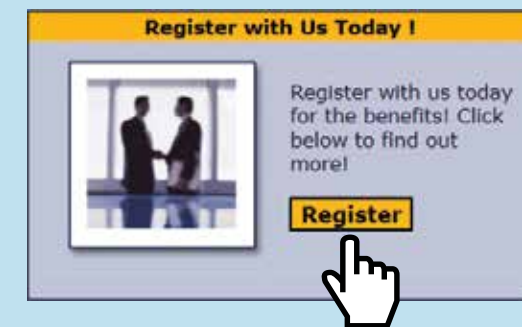 Register with Us Today !
Register with us today
for the benefits! Click
below to find out
more!
Register